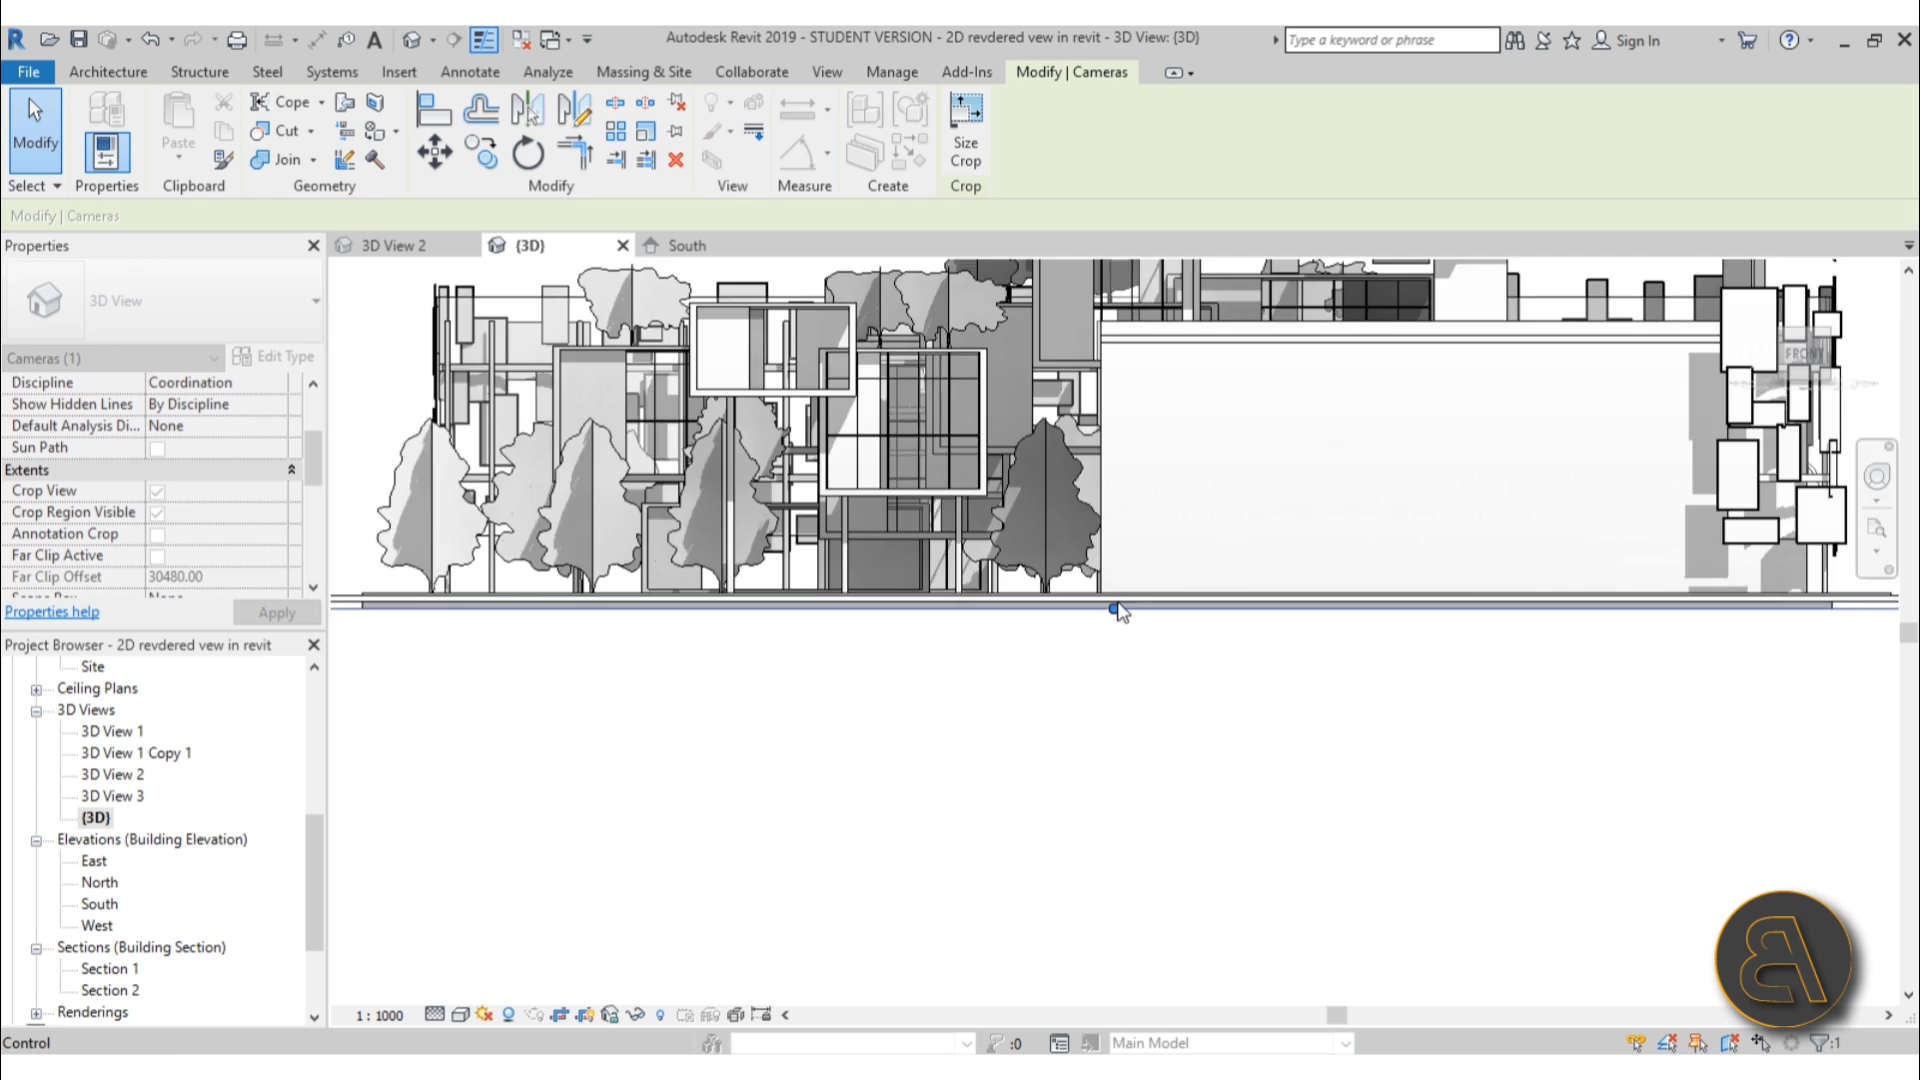 Autodesk Revit 2019 - STUDENT VERSION - 2D revdered vew in revit - 3D View: {3D}
Type a keyword or phrase
Sign In
File Architecture Structure Steel Systems Insert Annotate Analyze Massing & Site Collaborate View Manage Add-Ins Modify | Cameras
Modify
Paste
Cope
Cut
Join
Size
Crop
Select Properties Clipboard Geometry Modify View Measure Create Crop
Modify | Cameras
Properties
3D View 2
{3D}
South
3D View
Cameras (1)
Edit Type
Discipline Coordination
Show Hidden Lines By Discipline
Default Analysis Di... None
Sun Path
Extents
Crop View
Crop Region Visible
Annotation Crop
Far Clip Active
Far Clip Offset 30480.00
Properties help
Apply
FRONT
Project Browser - 2D revdered vew in revit
Site
Ceiling Plans
3D Views
3D View 1
3D View 1 Copy 1
3D View 2
3D View 3
{3D}
Elevations (Building Elevation)
East
North
South
West
Sections (Building Section)
Section 1
Section 2
Renderings
1 : 1000
Control
:0
Main Model
:1